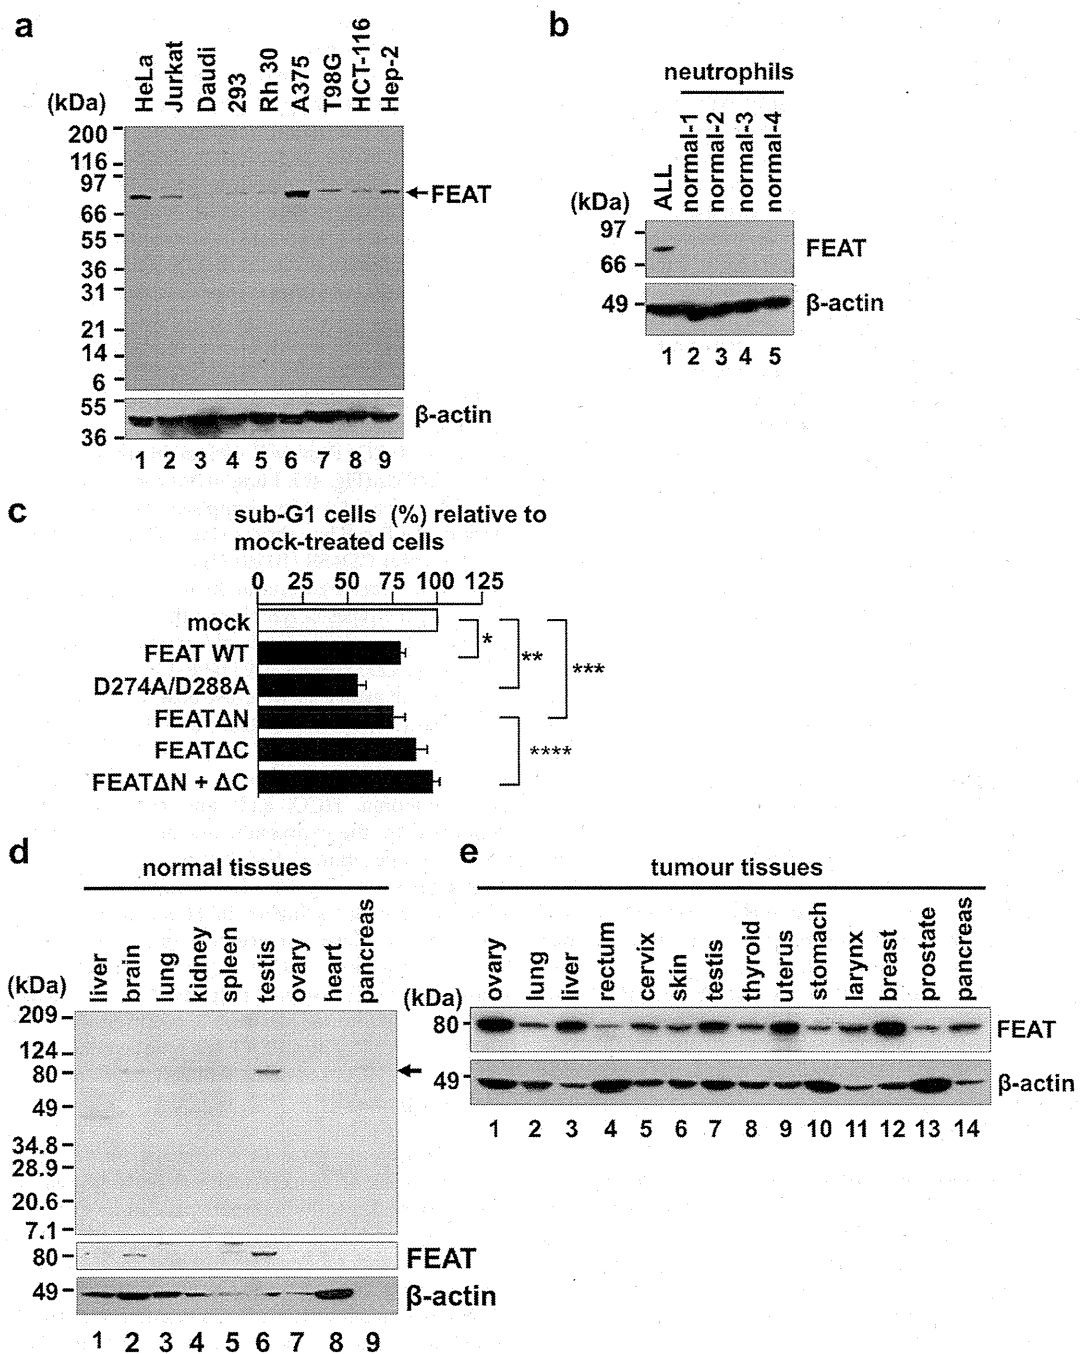 a
HeLa
Jurkat
Daudi
293
Rh 30
A375
T98G
HCT-116
Hep-2
(kDa)
200
116
97
66
55
36
31
21
14
6
FEAT
55
36
β-actin
1 2 3 4 5 6 7 8 9
b
neutrophils
ALL
normal-1
normal-2
normal-3
normal-4
(kDa)
97
66
FEAT
49
β-actin
1 2 3 4 5
c
sub-G1 cells (%) relative to
mock-treated cells
0 25 50 75 100 125
mock
FEAT WT
D274A/D288A
FEATΔN
FEATΔC
FEATΔN + ΔC
*
**
***
****
d
normal tissues
liver
brain
lung
kidney
spleen
testis
ovary
heart
pancreas
(kDa)
209
124
80
49
34.8
28.9
20.6
7.1
80
FEAT
49
β-actin
1 2 3 4 5 6 7 8 9
e
tumour tissues
ovary
lung
liver
rectum
cervix
skin
testis
thyroid
uterus
stomach
larynx
breast
prostate
pancreas
(kDa)
80
FEAT
49
β-actin
1 2 3 4 5 6 7 8 9 10 11 12 13 14